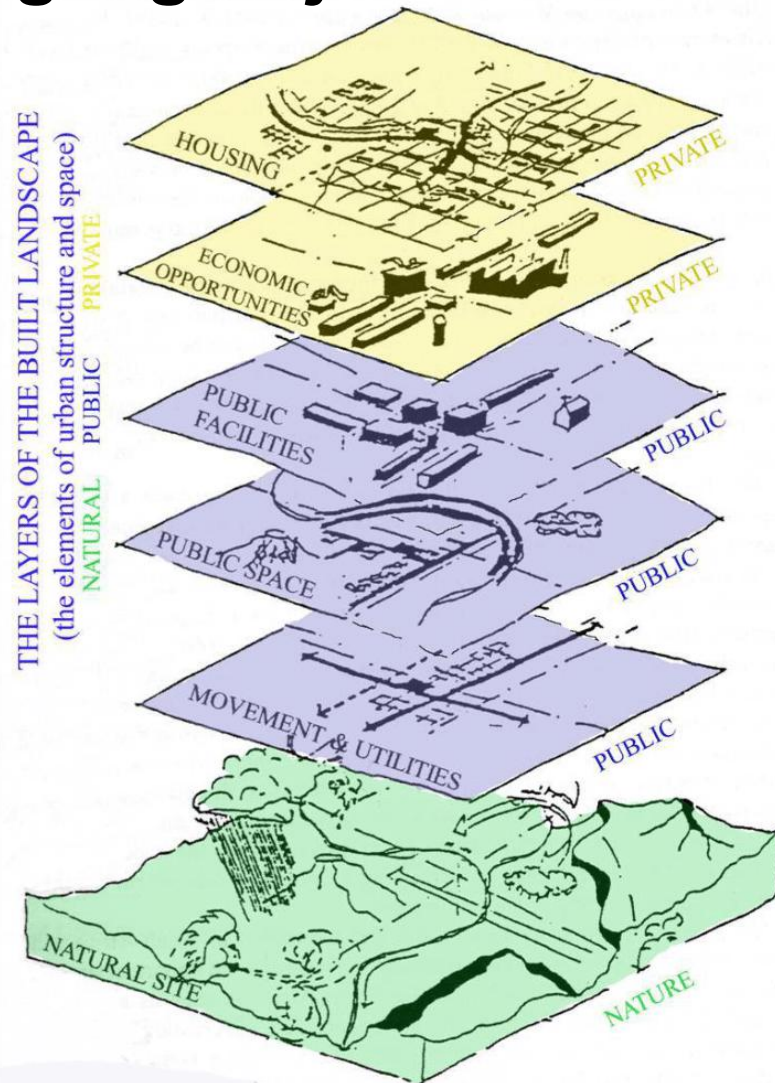 THE LAYERS OF THE BUILT LANDSCAPE
(the elements of urban structure and space)
NATURAL PUBLIC PRIVATE
HOUSING
PRIVATE
ECONOMIC
OPPORTUNITIES
PRIVATE
PUBLIC
FACILITIES
PUBLIC
PUBLIC SPACE
PUBLIC
MOVEMENT & UTILITIES
PUBLIC
NATURAL SITE
NATURE